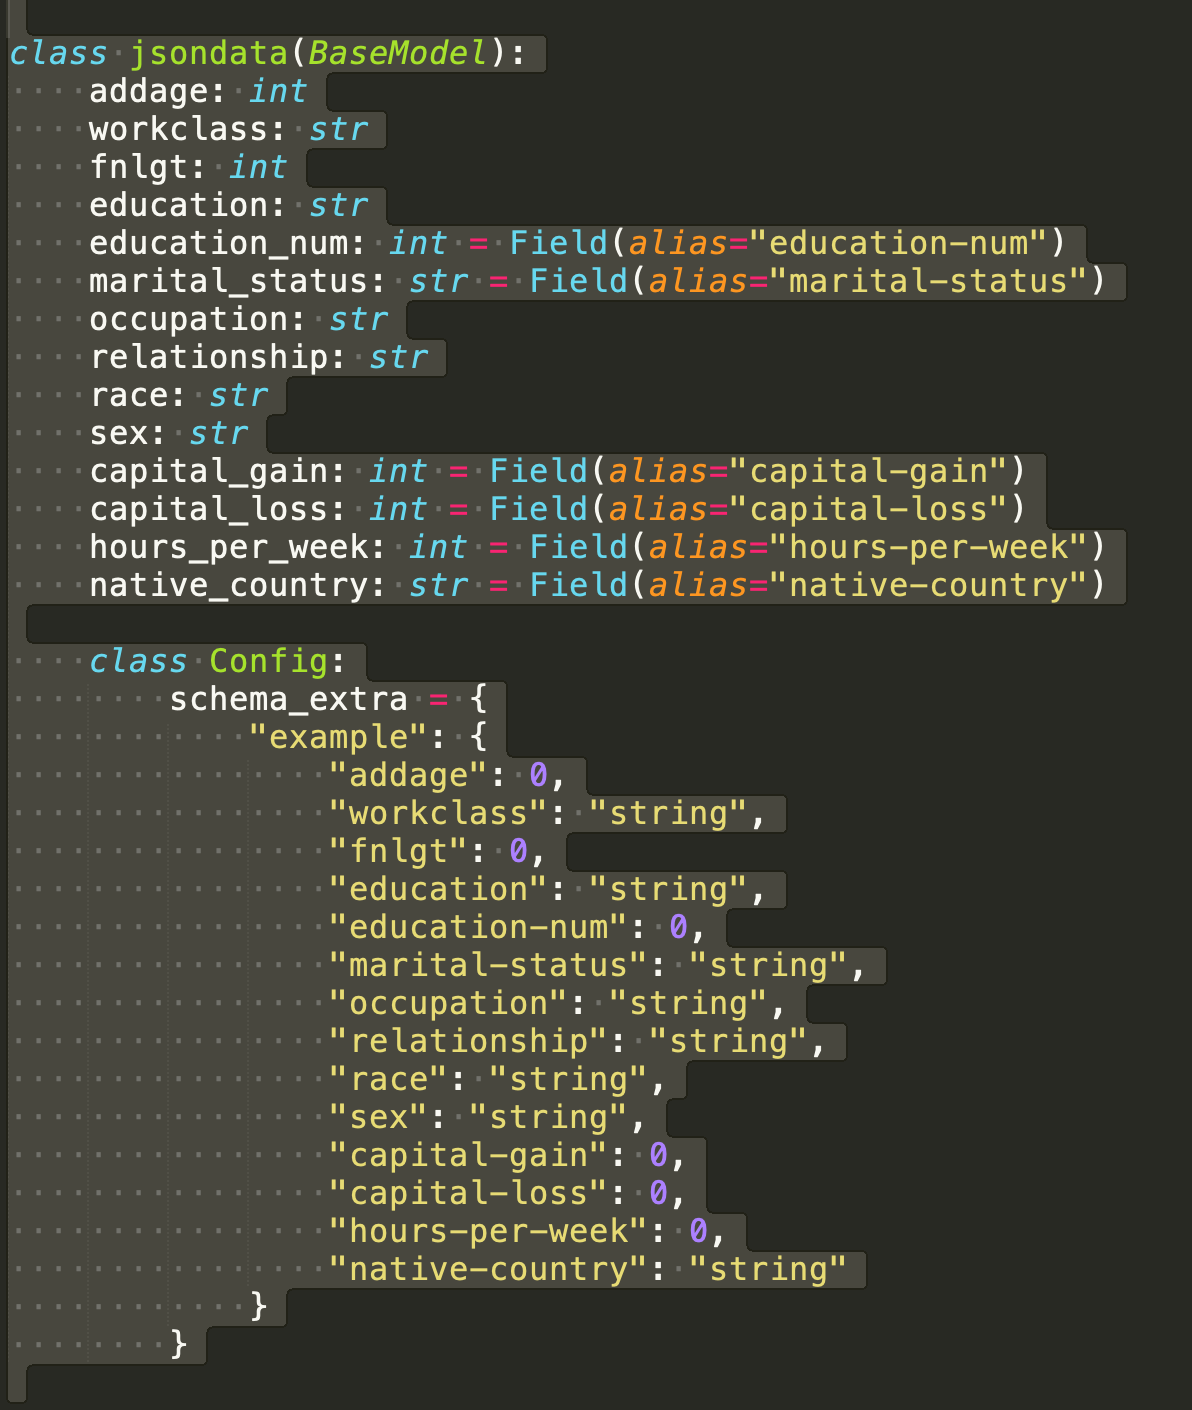 class jsondata(BaseModel):
    addage: int
    workclass: str
    fnlgt: int
    education: str
    education_num: int = Field(alias="education-num")
    marital_status: str = Field(alias="marital-status")
    occupation: str
    relationship: str
    race: str
    sex: str
    capital_gain: int = Field(alias="capital-gain")
    capital_loss: int = Field(alias="capital-loss")
    hours_per_week: int = Field(alias="hours-per-week")
    native_country: str = Field(alias="native-country")

    class Config:
        schema_extra = {
            "example": {
                "addage": 0,
                "workclass": "string",
                "fnlgt": 0,
                "education": "string",
                "education-num": 0,
                "marital-status": "string",
                "occupation": "string",
                "relationship": "string",
                "race": "string",
                "sex": "string",
                "capital-gain": 0,
                "capital-loss": 0,
                "hours-per-week": 0,
                "native-country": "string"
            }
        }